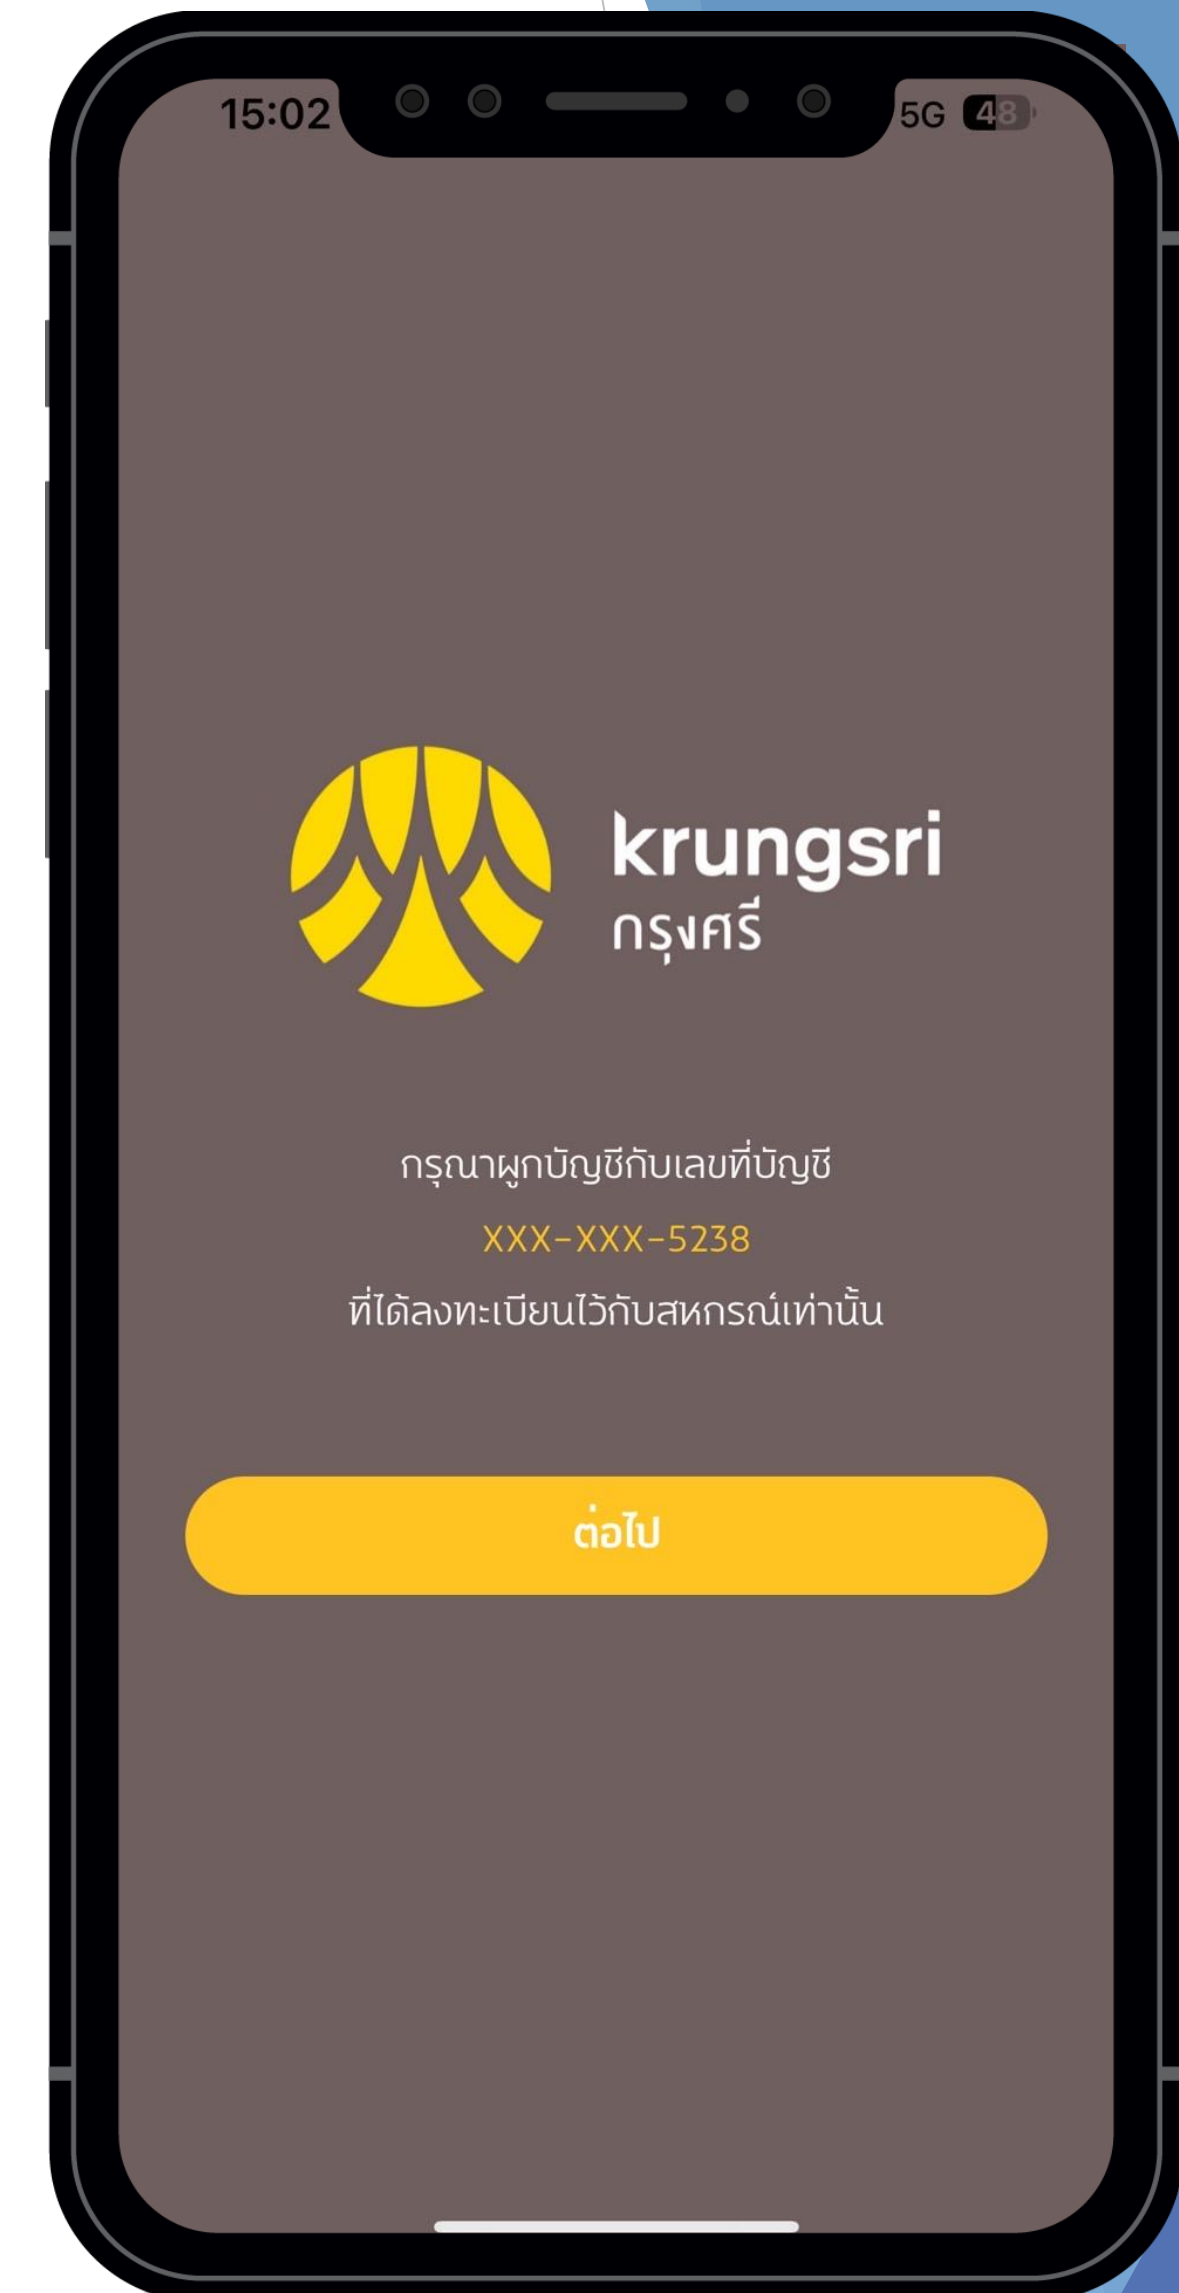 15:02
5G 48
krungsri
กรุงศรี
กรุณาผูกบัญชีกับเลขที่บัญชี
XXX-XXX-5238
ที่ได้ลงทะเบียนไว้กับสหกรณ์เท่านั้น
ต่อไป